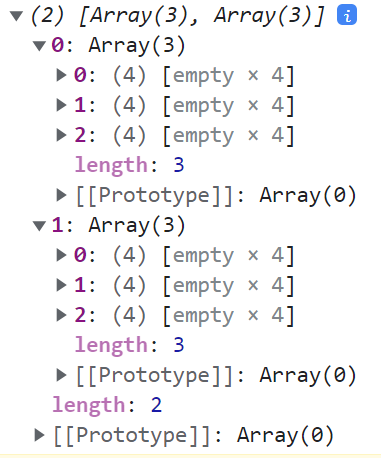 ▼ (2) [Array(3), Array(3)] i
▼ 0: Array(3)
▶ 0: (4) [empty × 4]
▶ 1: (4) [empty × 4]
▶ 2: (4) [empty × 4]
length: 3
▶ [[Prototype]]: Array(0)
▼ 1: Array(3)
▶ 0: (4) [empty × 4]
▶ 1: (4) [empty × 4]
▶ 2: (4) [empty × 4]
length: 3
▶ [[Prototype]]: Array(0)
length: 2
▶ [[Prototype]]: Array(0)